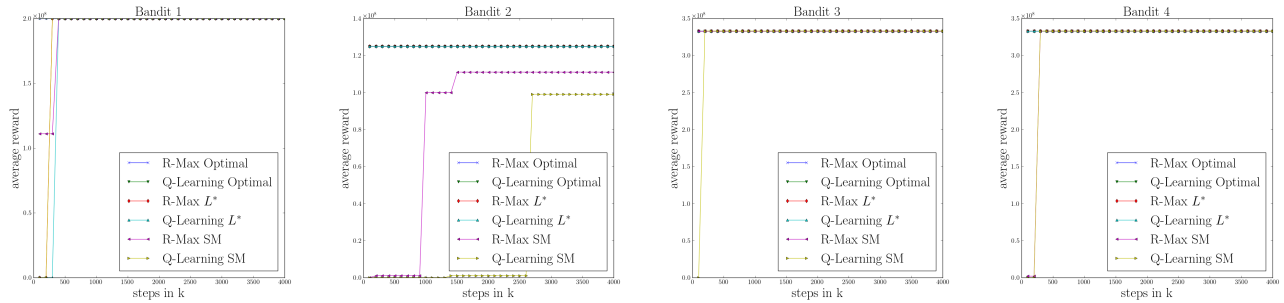 Bandit 1
2.0
1e6
1.5
1.0
0.5
0.0
average reward
0 500 1000 1500 2000 2500 3000 3500 4000
steps in k
R-Max Optimal
Q-Learning Optimal
R-Max L*
Q-Learning L*
R-Max SM
Q-Learning SM
Bandit 2
1.4
1.2
1.0
0.8
0.6
0.4
0.2
0.0
average reward
0 500 1000 1500 2000 2500 3000 3500 4000
steps in k
R-Max Optimal
Q-Learning Optimal
R-Max L*
Q-Learning L*
R-Max SM
Q-Learning SM
Bandit 3
3.5
3.0
2.5
2.0
1.5
1.0
0.5
0.0
average reward
0 500 1000 1500 2000 2500 3000 3500 4000
steps in k
R-Max Optimal
Q-Learning Optimal
R-Max L*
Q-Learning L*
R-Max SM
Q-Learning SM
Bandit 4
3.5
3.0
2.5
2.0
1.5
1.0
0.5
0.0
average reward
0 500 1000 1500 2000 2500 3000 3500 4000
steps in k
R-Max Optimal
Q-Learning Optimal
R-Max L*
Q-Learning L*
R-Max SM
Q-Learning SM